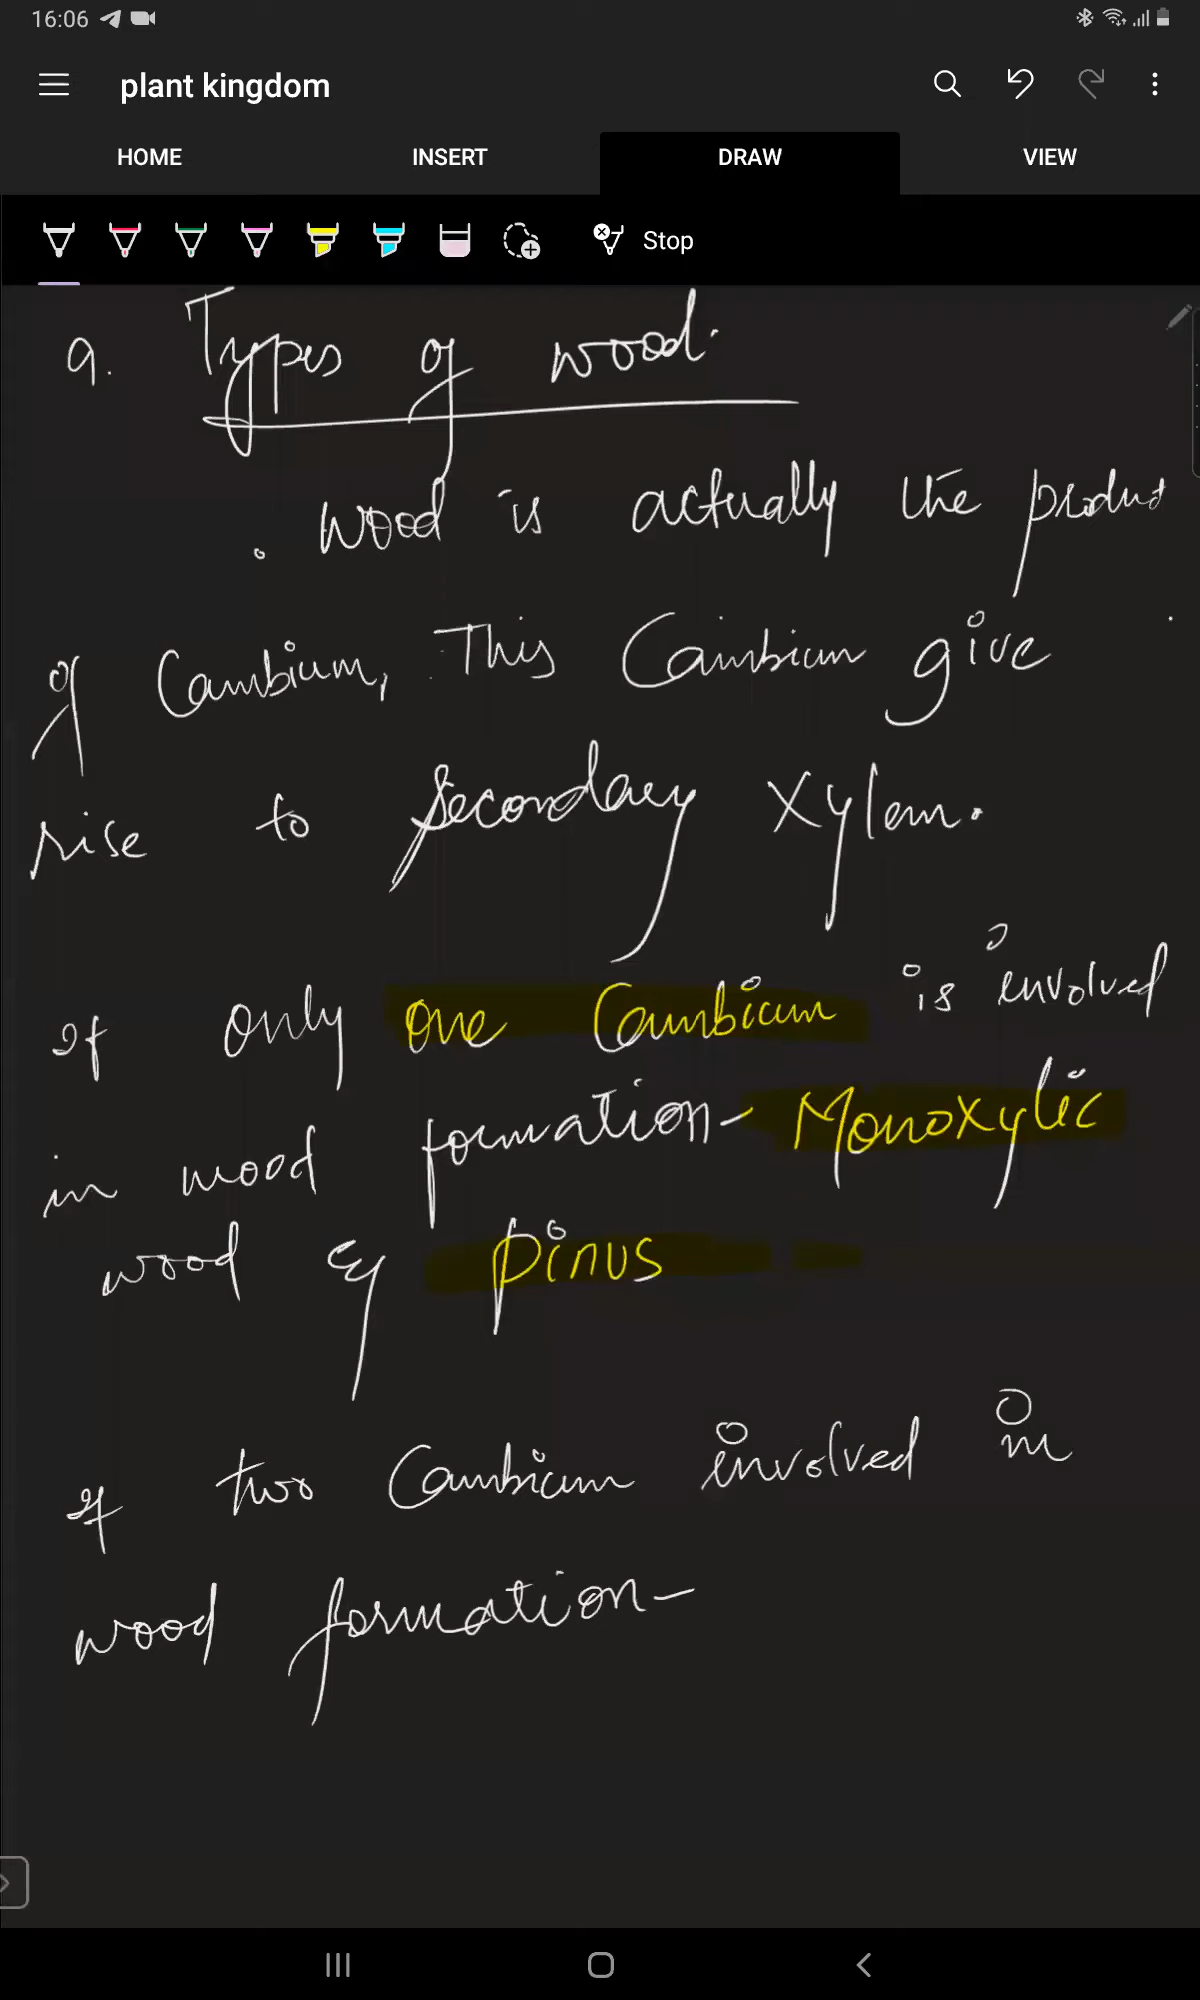 16:06
plant kingdom
HOME INSERT DRAW VIEW
Stop
9. Types of wood.
. Wood is actually the product
of Cambium, This Cambium give
rise to Secondary Xylem.
If only one Cambium is involved
in wood formation - Monoxylic
wood Eg Pinus
If two Cambium involved in
wood formation -